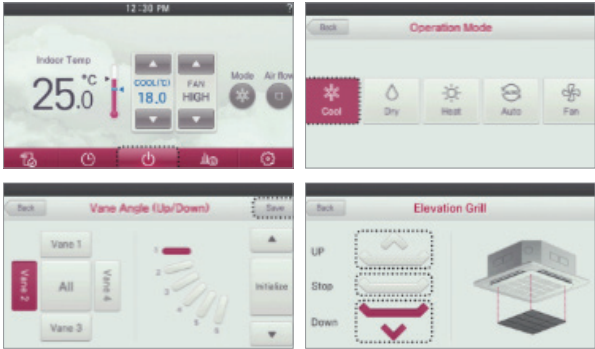 12:30 PM ?
Indoor Temp
25.0 °C
COOL(℃) FAN
18.0 HIGH
Mode Air flow
Back Operation Mode
Cool Dry Heat Auto Fan
Back Vane Angle (Up/Down) Save
Vane 1
Vane 2 All Vane 4
Vane 3
1
2
3
4
5
6
Initialize
Back Elevation Grill
UP
Stop
Down